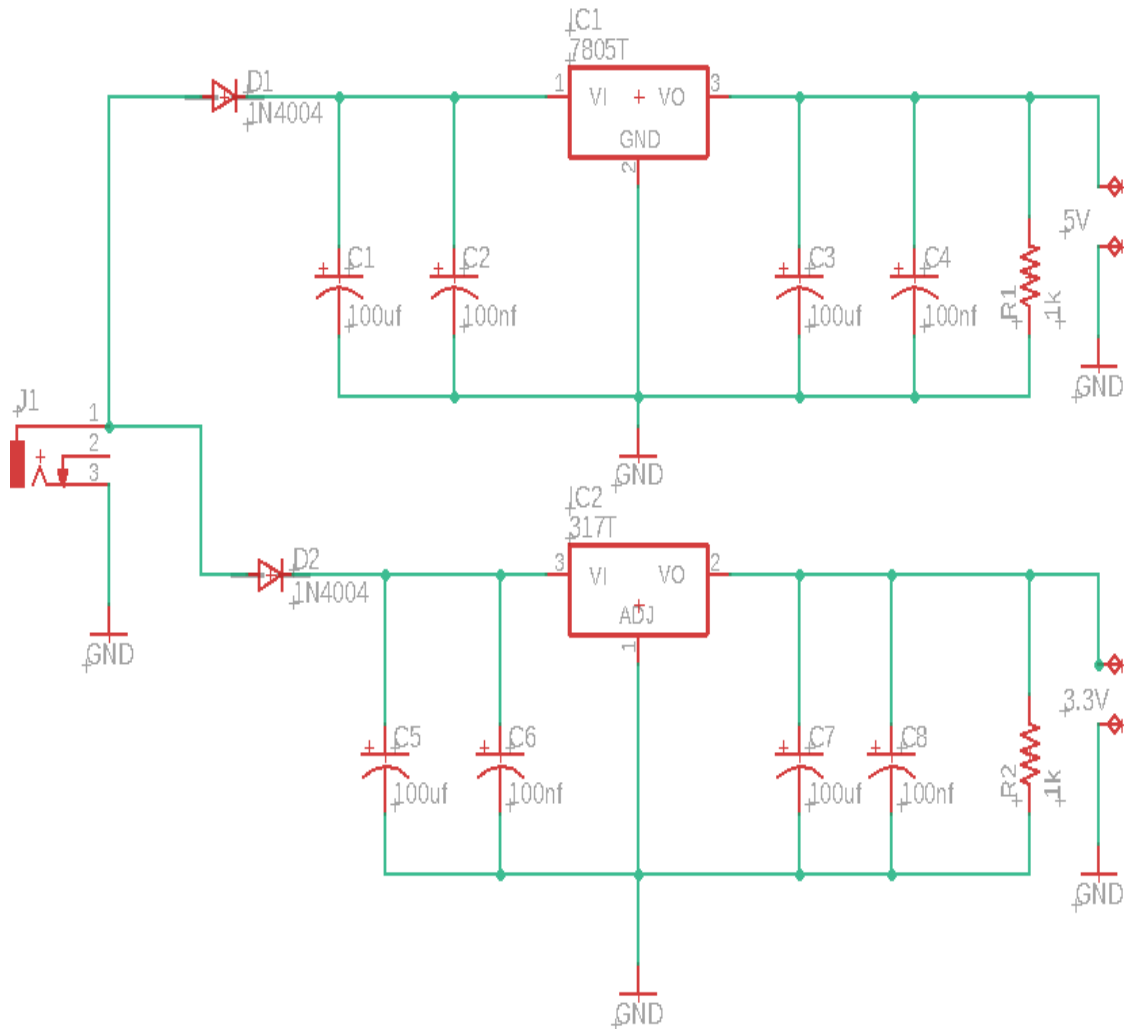 IC1
7805T
D1
1N4004
1
VI
VO
3
GND
2
C1
100uf
C2
100nf
C3
100uf
C4
100nf
R1
1k
5V
GND
GND
J1
1
2
3
GND
IC2
317T
D2
1N4004
3
VI
VO
2
ADJ
1
C5
100uf
C6
100nf
C7
100uf
C8
100nf
R2
1k
3.3V
GND
GND